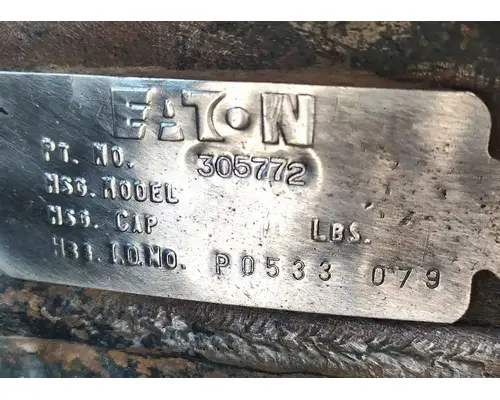 EATON
PT. NO. 305772
HSG. MODEL
HSG. CAP LBS.
HSG I.D.NO. P0533 079